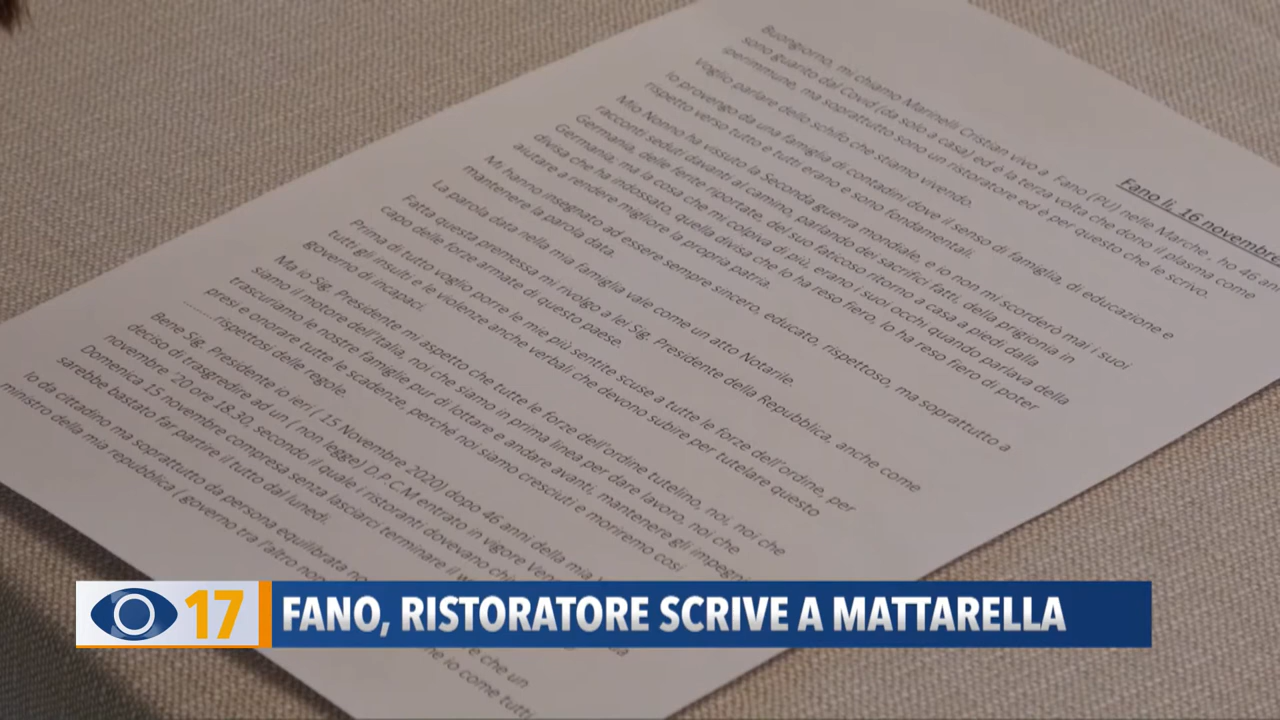 Fano lì, 16 novembre
Buongiorno, mi chiamo Marinelli Cristian vivo a Fano (PU) nelle Marche . ho 46 an
sono guarito dal Covid (da solo a casa) ed è la terza volta che dono il plasma come
iperimmune, ma soprattutto sono un ristoratore ed è per questo che le scrivo.
Voglio parlare dello schifo che stiamo vivendo.
Io provengo da una famiglia di contadini dove il senso di famiglia, di educazione e
rispetto verso tutto e tutti erano e sono fondamentali.
Mio Nonno ha vissuto la Seconda guerra mondiale, e io non mi scorderò mai i suoi
racconti seduti davanti al camino, parlando dei sacrifici fatti, della prigionia in
Germania, delle ferite riportate, del suo faticoso ritorno a casa a piedi dalla
Germania, ma la cosa che mi colpiva di più, erano i suoi occhi quando parlava della
divisa che ha indossato, quella divisa che lo ha reso fiero, lo ha reso fiero di poter
aiutare a rendere migliore la propria patria.
Mi hanno insegnato ad essere sempre sincero, educato, rispettoso, ma soprattutto a
mantenere la parola data.
La parola data nella mia famiglia vale come un atto Notarile.
Fatta questa premessa mi rivolgo a lei Sig. Presidente della Repubblica, anche come
capo delle forze armate di questo paese.
Prima di tutto voglio porre le mie più sentite scuse a tutte le forze dell'ordine, per
tutti gli insulti e le violenze anche verbali che devono subire per tutelare questo
governo di incapaci.
Ma io Sig. Presidente mi aspetto che tutte le forze dell'ordine tutelino, noi, noi che
siamo il motore dell'Italia, noi che siamo in prima linea per dare lavoro, noi che
trascuriamo le nostre famiglie pur di lottare e andare avanti, mantenere gli impegni
presi e onorare tutte le scadenze, perché noi siamo cresciuti e moriremo così
..........rispettosi delle regole.
Bene Sig. Presidente ieri ( 15 Novembre 2020) dopo 46 anni della mia
deciso di trasgredire ad un ( non legge) D.P.C.M entrato in vigore Ven
novembre '20 ore 18.30, secondo il quale i ristoranti dovevano chi
Domenica 15 novembre compresa senza lasciarci terminare il w
sarebbe bastato far partire il tutto dal lunedì.
Io da cittadino ma soprattutto da persona equilibrata no
ministro della mia repubblica ( governo tra l'altro non
e che un
me io come tutti
17
FANO, RISTORATORE SCRIVE A MATTARELLA